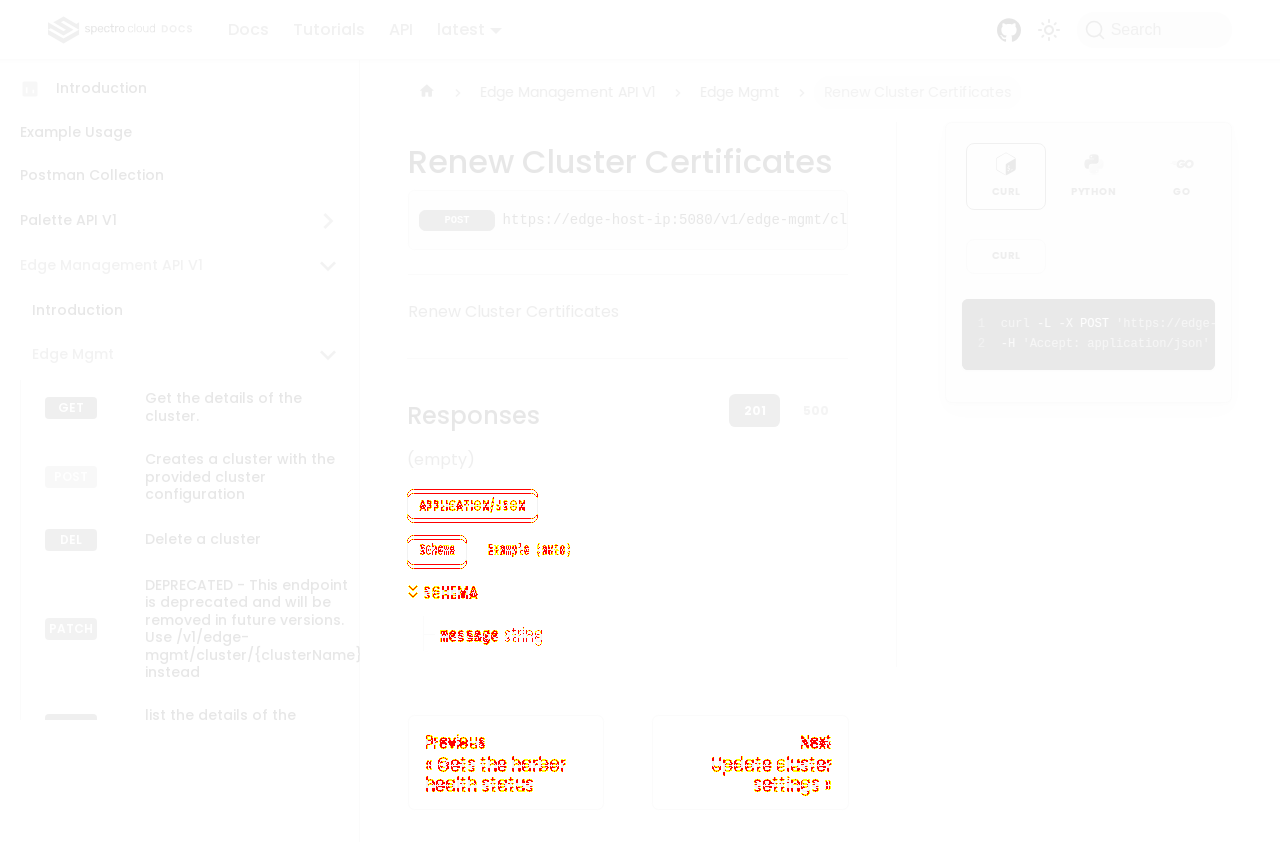 spectro cloud DOCS
Docs
Tutorials
API
latest
Search
Introduction
Example Usage
Postman Collection
Palette API V1
Edge Management API V1
Introduction
Edge Mgmt
GET
Get the details of the
cluster.
POST
Creates a cluster with the
provided cluster
configuration
DEL
Delete a cluster
PATCH
DEPRECATED - This endpoint
is deprecated and will be
removed in future versions.
Use /v1/edge-
mgmt/cluster/{clusterName}
instead
list the details of the
Edge Management API V1
Edge Mgmt
Renew Cluster Certificates
Renew Cluster Certificates
POST
https://edge-host-ip:5080/v1/edge-mgmt/cl
Renew Cluster Certificates
Responses
201
500
(empty)
APPLICATION/JSON
Schema
Example (auto)
SCHEMA
message string
Previous
« Gets the harbor
health status
Next
Update cluster
settings »
CURL
PYTHON
GO
CURL
1 curl -L -X POST 'https://edge-
2 -H 'Accept: application/json'